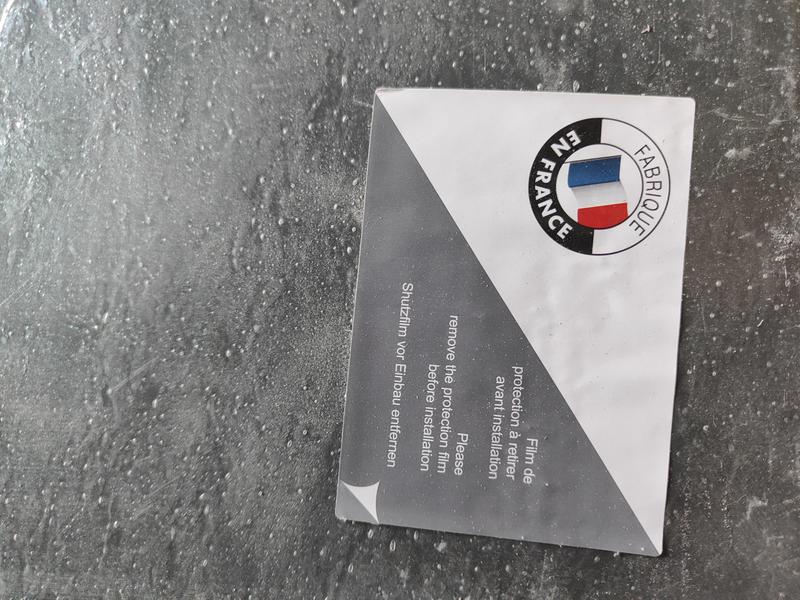 FABRIQUE
EN FRANCE
Film de
protection à retirer
avant installation
Please
remove the protection film
before installation
Shützfilm vor Einbau entfernen